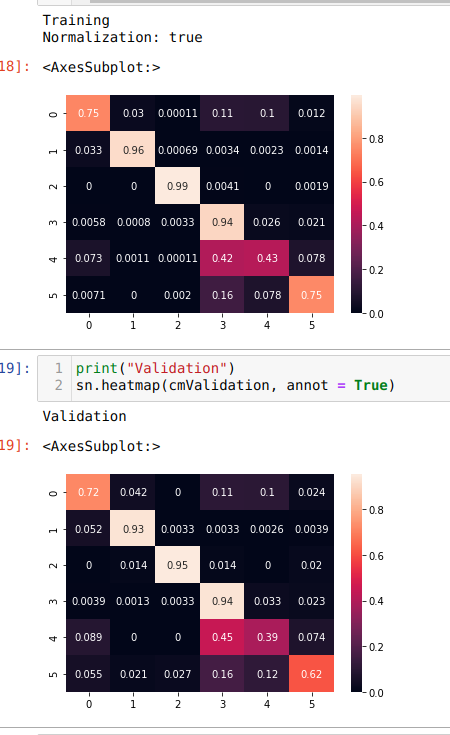 Training
Normalization: true
18]: <AxesSubplot:>
0 0.75 0.03 0.00011 0.11 0.1 0.012
1 0.033 0.96 0.00069 0.0034 0.0023 0.0014
2 0 0 0.99 0.0041 0 0.0019
3 0.0058 0.0008 0.0033 0.94 0.026 0.021
4 0.073 0.0011 0.00011 0.42 0.43 0.078
5 0.0071 0 0.002 0.16 0.078 0.75
0 1 2 3 4 5
0.8
0.6
0.4
0.2
0.0
19]: 1 print("Validation")
2 sn.heatmap(cmValidation, annot = True)
Validation
19]: <AxesSubplot:>
0 0.72 0.042 0 0.11 0.1 0.024
1 0.052 0.93 0.0033 0.0033 0.0026 0.0039
2 0 0.014 0.95 0.014 0 0.02
3 0.0039 0.0013 0.0033 0.94 0.033 0.023
4 0.089 0 0 0.45 0.39 0.074
5 0.055 0.021 0.027 0.16 0.12 0.62
0 1 2 3 4 5
0.8
0.6
0.4
0.2
0.0